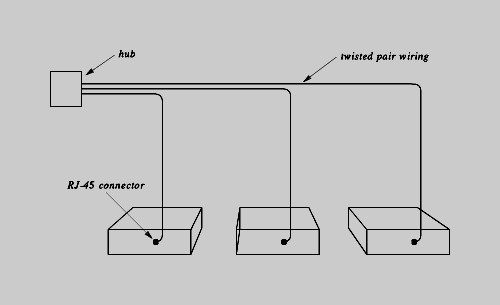 hub
twisted pair wiring
RJ-45 connector